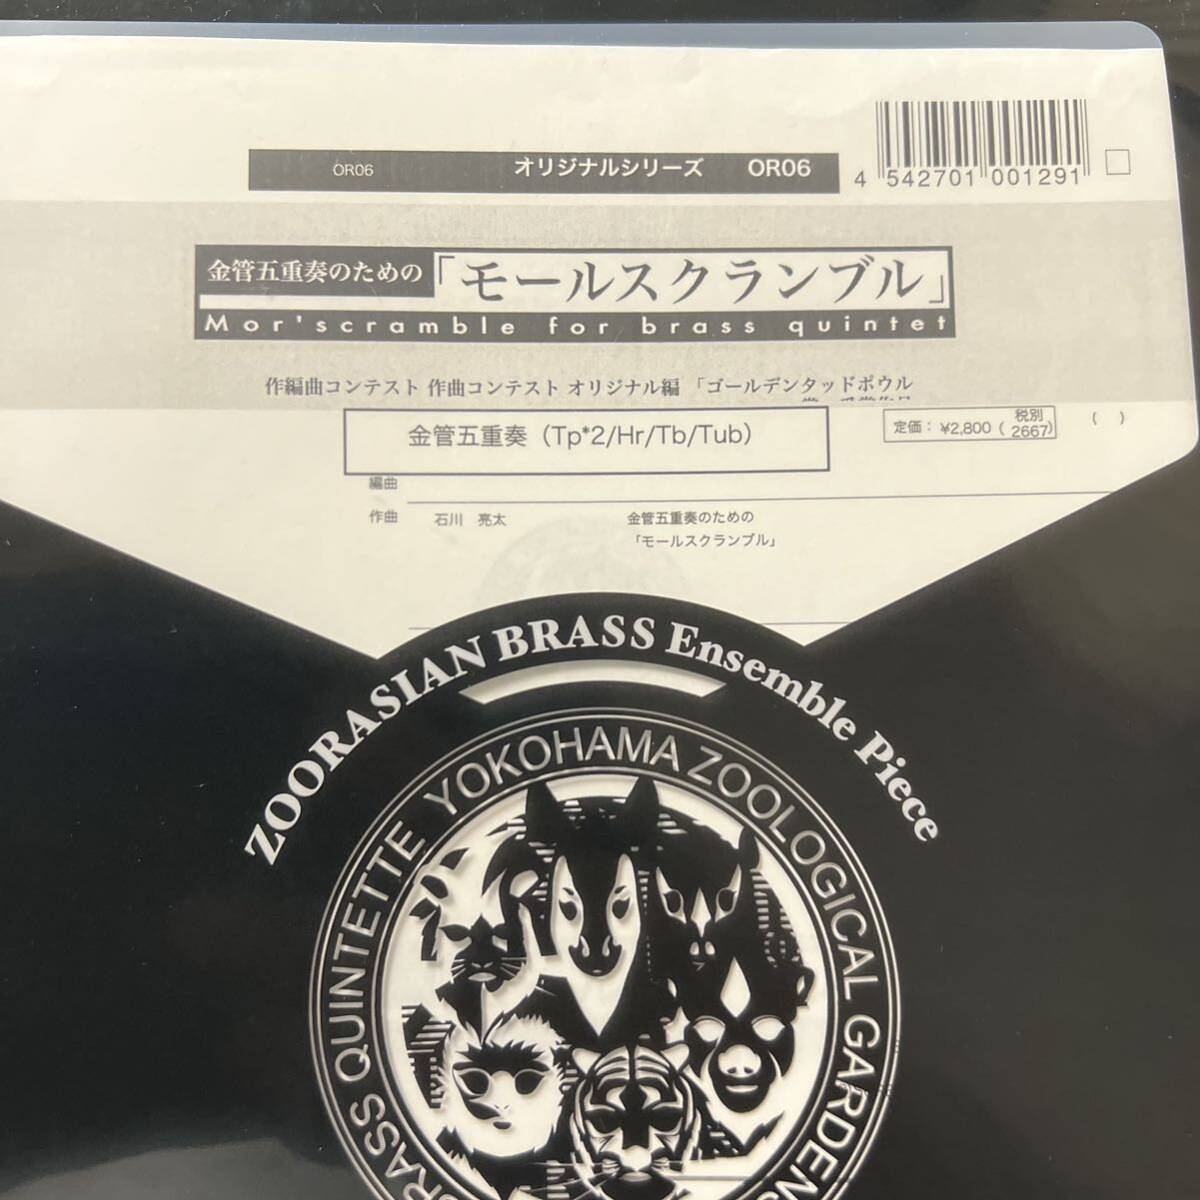 OR06 オリジナルシリーズ OR06
4 542701 001291
金管五重奏のための「モールスクランブル」
Mor'scramble for brass quintet
作編曲コンテスト 作曲コンテスト オリジナル編 「ゴールデンタッドポウル
金管五重奏（Tp*2/Hr/Tb/Tub）
定価：¥2,800 (税別 2667) ( )
編曲
作曲 石川 亮太 金管五重奏のための
「モールスクランブル」
ZOORASIAN BRASS Ensemble Piece
BRASS QUINTETTE YOKOHAMA ZOOLOGICAL GARDENS